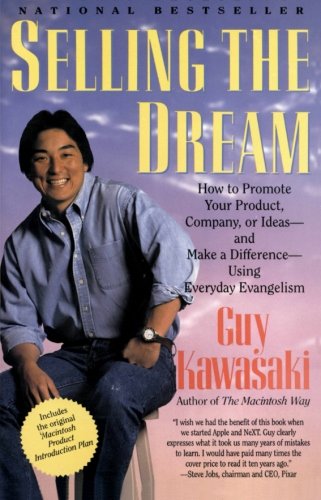 NATIONAL BESTSELLER
SELLING THE
DREAM
How to Promote
Your Product,
Company, or Ideas—
and
Make a Difference—
Using
Everyday Evangelism
Guy
Kawasaki
Author of The Macintosh Way
Includes
the original
Macintosh
Product
Introduction Plan
"I wish we had the benefit of this book when
we started Apple and NeXT. Guy clearly
expresses what it took us many years of mistakes
to learn. I would have paid many times the
cover price to read it ten years ago."
—Steve Jobs, chairman and CEO, Pixar